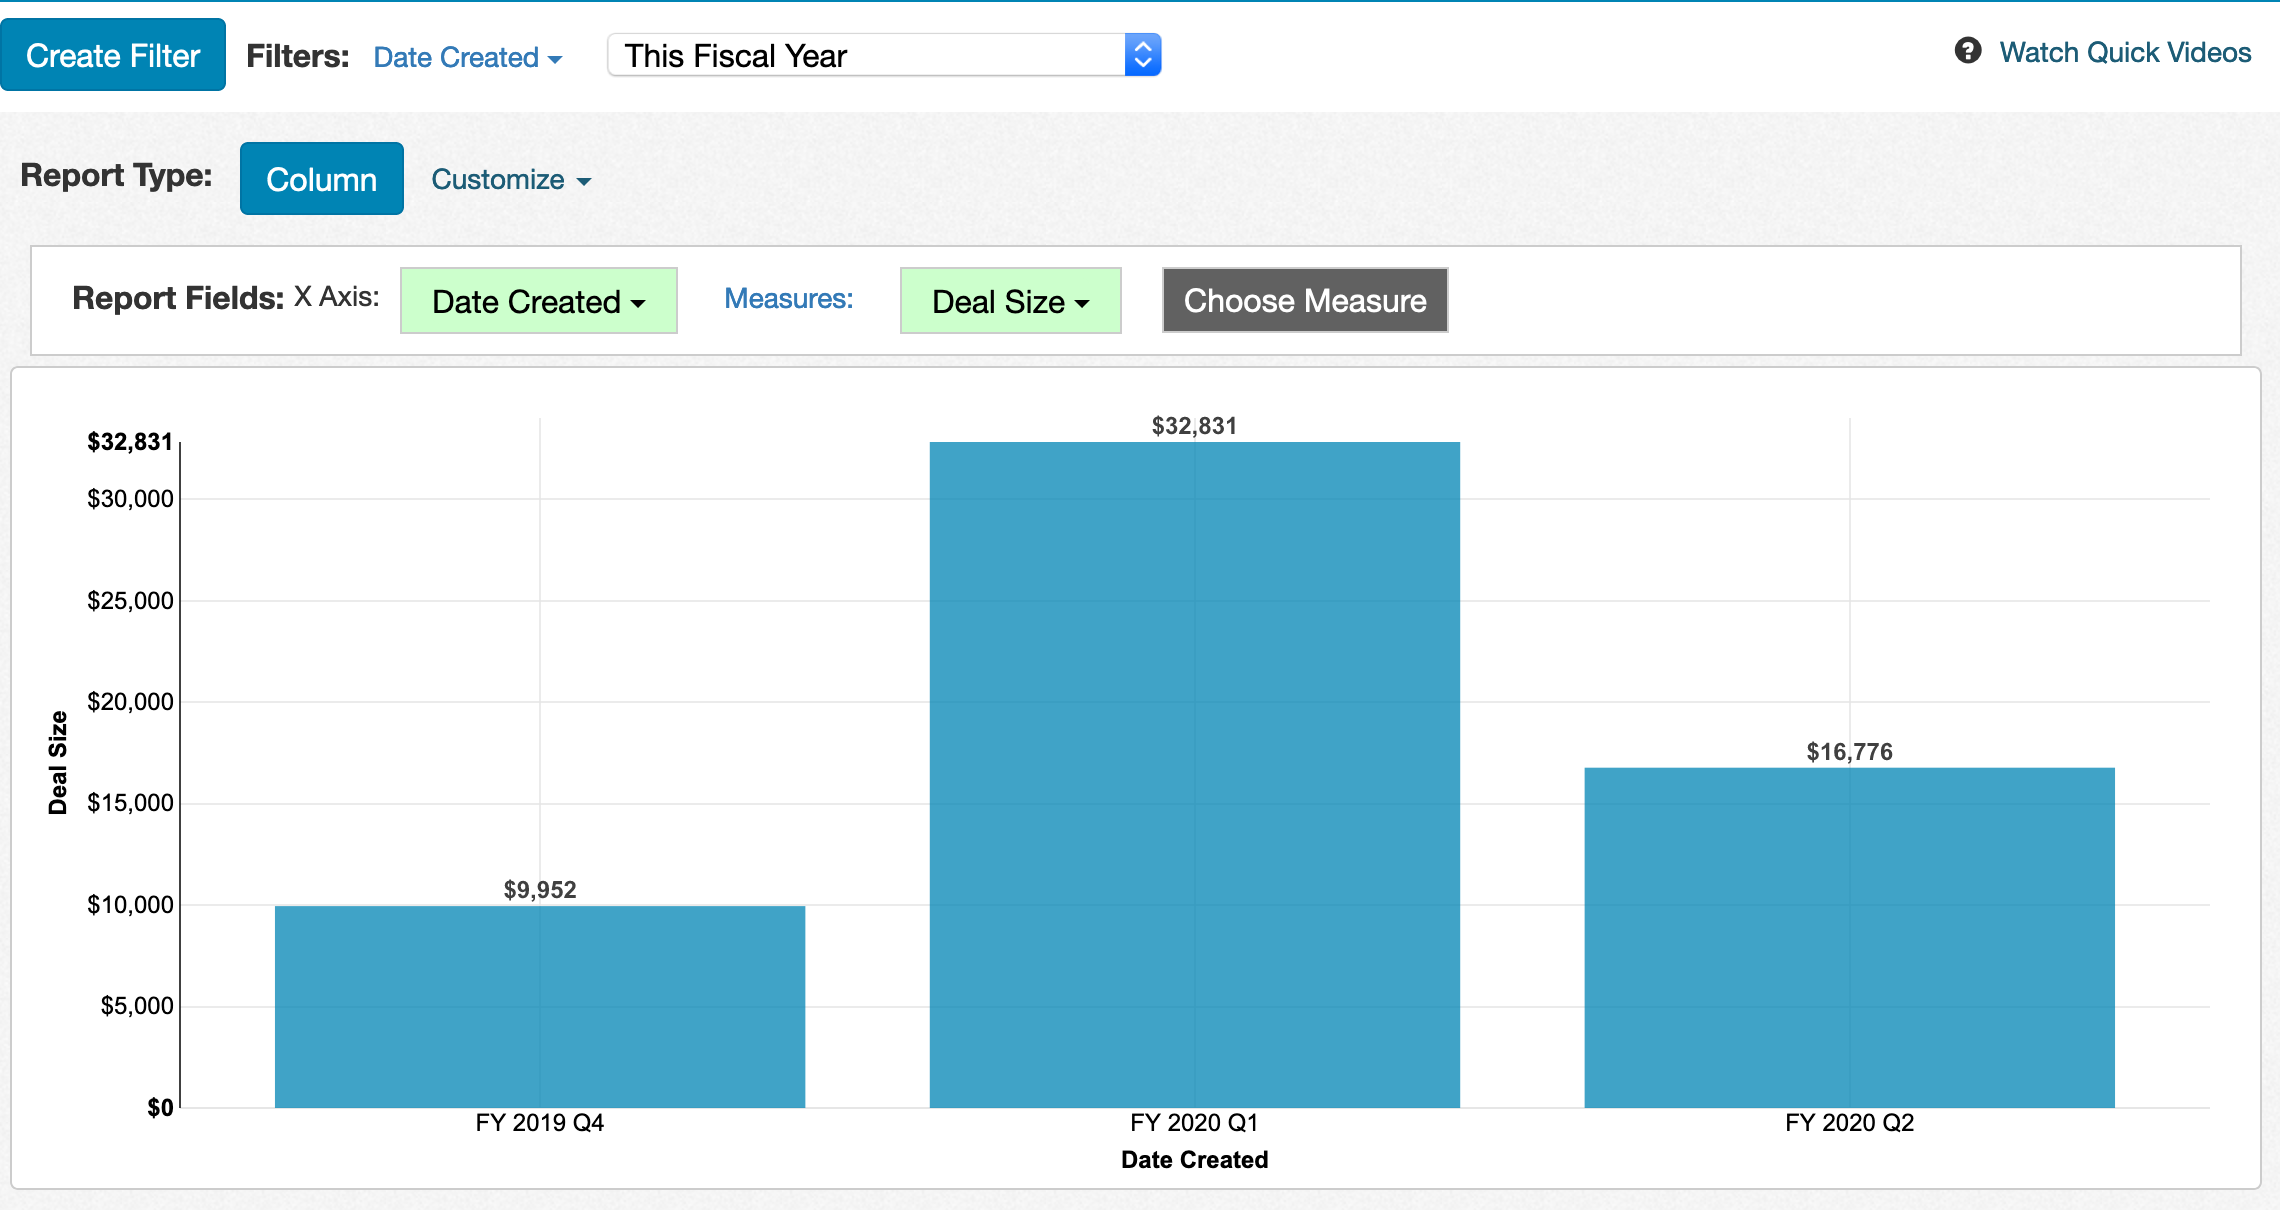 Create Filter Filters: Date Created This Fiscal Year Watch Quick Videos
Report Type: Column Customize
Report Fields: X Axis: Date Created Measures: Deal Size Choose Measure
$32,831
$32,831
$30,000
$25,000
$20,000
$16,776
$15,000
$9,952
$10,000
$5,000
$0
Deal Size
FY 2019 Q4 FY 2020 Q1 FY 2020 Q2
Date Created